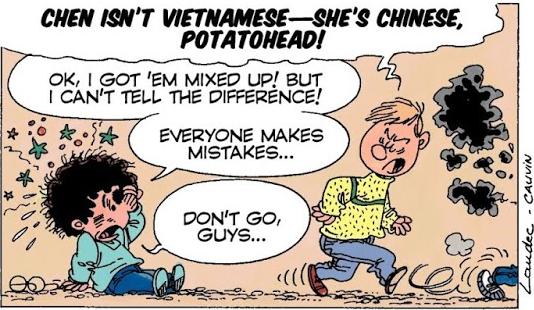 CHEN ISN'T VIETNAMESE—SHE'S CHINESE,
POTATOHEAD!
OK, I GOT 'EM MIXED UP! BUT
I CAN'T TELL THE DIFFERENCE!
EVERYONE MAKES
MISTAKES...
DON'T GO,
GUYS...
Laudec - CAUVIN